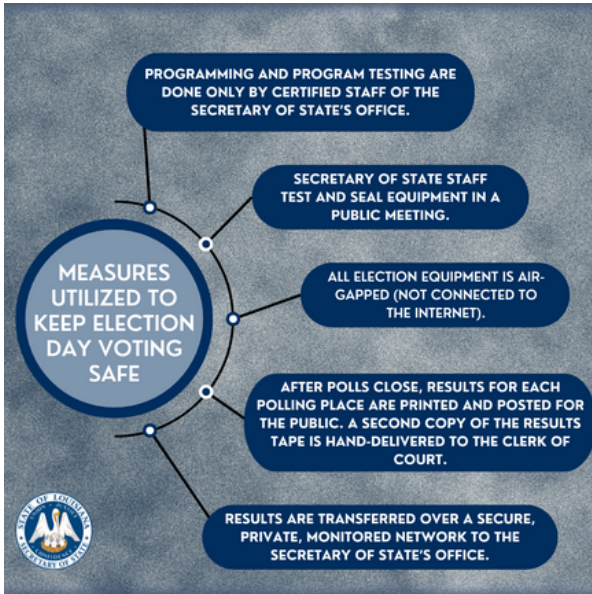 PROGRAMMING AND PROGRAM TESTING ARE
DONE ONLY BY CERTIFIED STAFF OF THE
SECRETARY OF STATE'S OFFICE.
SECRETARY OF STATE STAFF
TEST AND SEAL EQUIPMENT IN A
PUBLIC MEETING.
MEASURES
UTILIZED TO
KEEP ELECTION
DAY VOTING
SAFE
ALL ELECTION EQUIPMENT IS AIR-
GAPPED (NOT CONNECTED TO
THE INTERNET).
AFTER POLLS CLOSE, RESULTS FOR EACH
POLLING PLACE ARE PRINTED AND POSTED FOR
THE PUBLIC. A SECOND COPY OF THE RESULTS
TAPE IS HAND-DELIVERED TO THE CLERK OF
COURT.
RESULTS ARE TRANSFERRED OVER A SECURE,
PRIVATE, MONITORED NETWORK TO THE
SECRETARY OF STATE'S OFFICE.
STATE OF LOUISIANA
CONFIDENCE
SECRETARY OF STATE